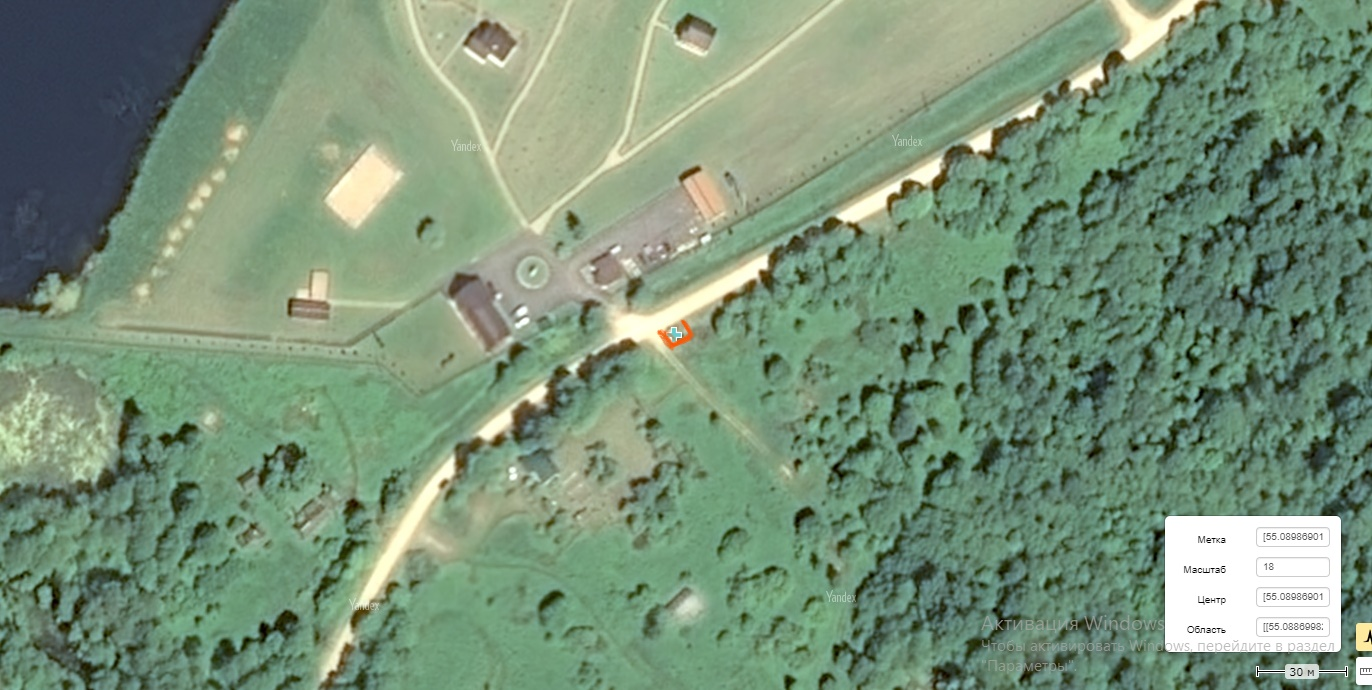 Yandex
Yandex
Метка [55.08986901
Масштаб 18
Центр [55.08986901
Yandex
Yandex
Область [[55.0886998
Активация Windows
Чтобы активировать Windows, перейдите в раздел
"Параметры".
30 м